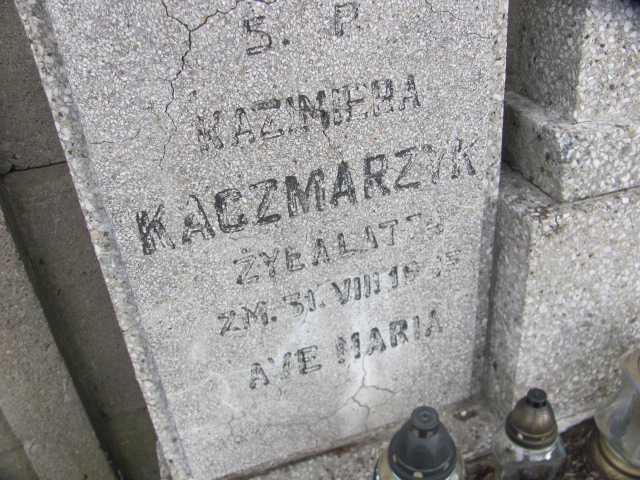 S. P.
KAZIMIERA
KACZMARZYK
ŻYŁA LAT
ZM. 31. VIII
AVE MARIA